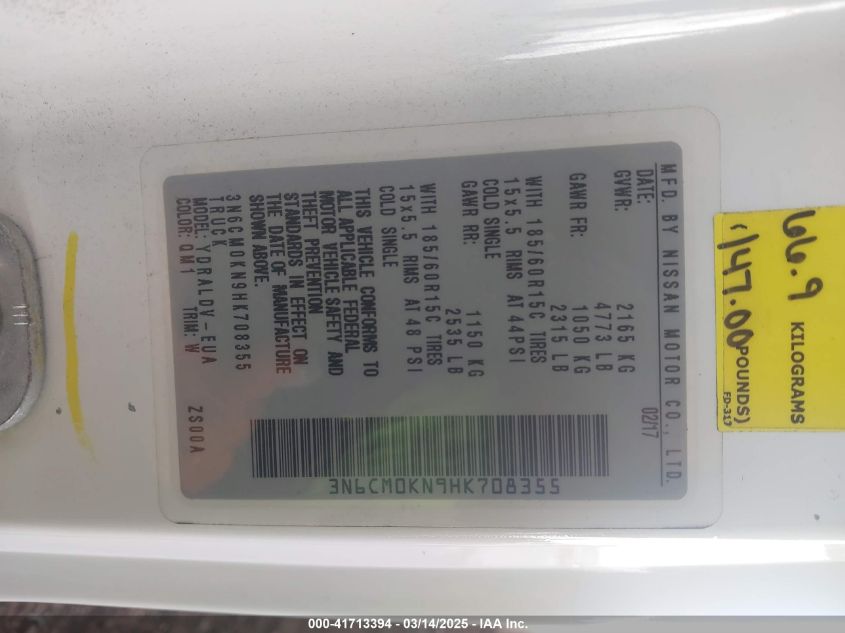 MFD. BY NISSAN MOTOR CO., LTD.
DATE: 02/17
GVWR: 2165 KG
4773 LB
GAWR FR: 1050 KG
2315 LB
WITH 185/60R15C TIRES
15x5.5 RIMS AT 44PSI
COLD SINGLE
GAWR RR: 1150 KG
2535 LB
WITH 185/60R15C TIRES
15x5.5 RIMS AT 48 PSI
COLD SINGLE
THIS VEHICLE CONFORMS TO
ALL APPLICABLE FEDERAL
MOTOR VEHICLE SAFETY AND
THEFT PREVENTION
STANDARDS IN EFFECT ON
THE DATE OF MANUFACTURE
SHOWN ABOVE.
3N6CM0KN9HK708355
TRUCK
MODEL: YDRALDV-EUA
COLOR: QM1 TRIM: W
ZS00A
3N6CM0KN9HK708355
66.9 KILOGRAMS
147.00 POUNDS)
FD-317
000-41713394 - 03/14/2025 - IAA Inc.